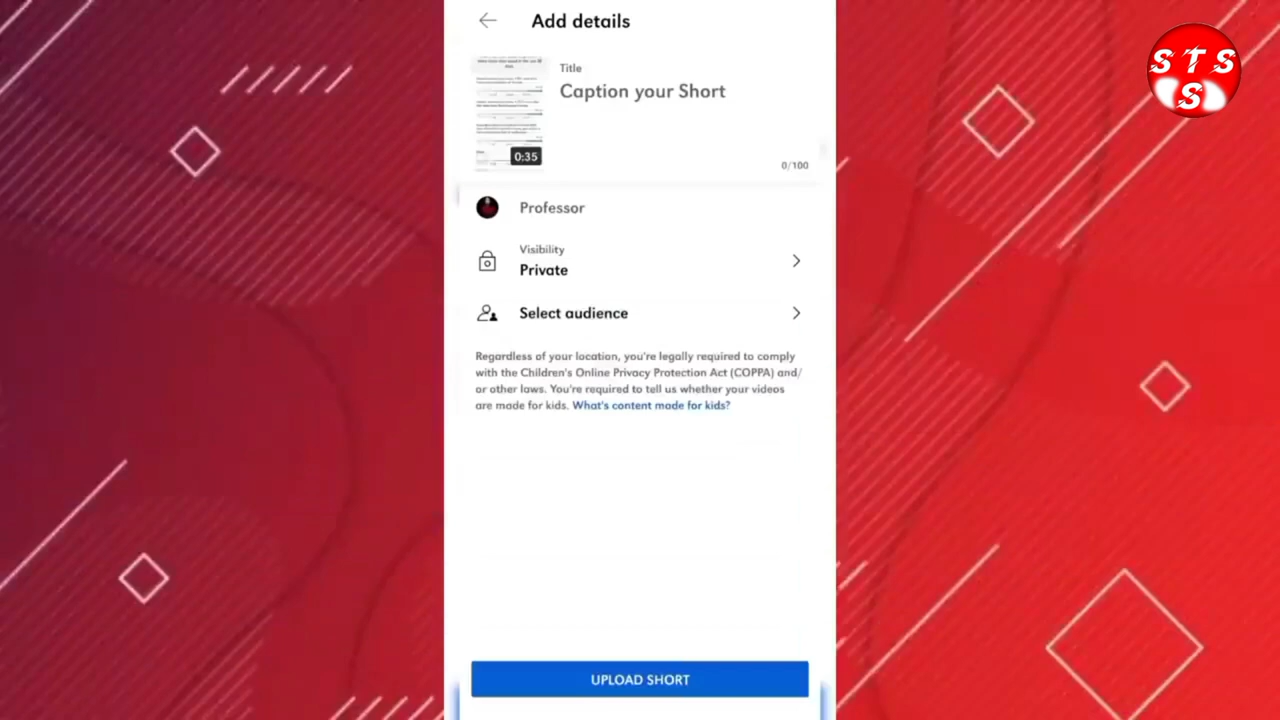 Add details
Title
Caption your Short
0:35
0/100
Professor
Visibility
Private
Select audience
Regardless of your location, you're legally required to comply
with the Children's Online Privacy Protection Act (COPPA) and/
or other laws. You're required to tell us whether your videos
are made for kids. What's content made for kids?
UPLOAD SHORT
S T S
S